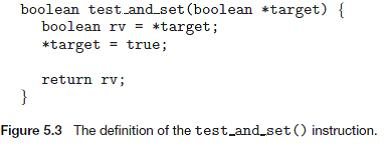 boolean test_and_set(boolean *target) {
boolean rv = *target;
*target = true;
return rv;
}
Figure 5.3 The definition of the test_and_set() instruction.